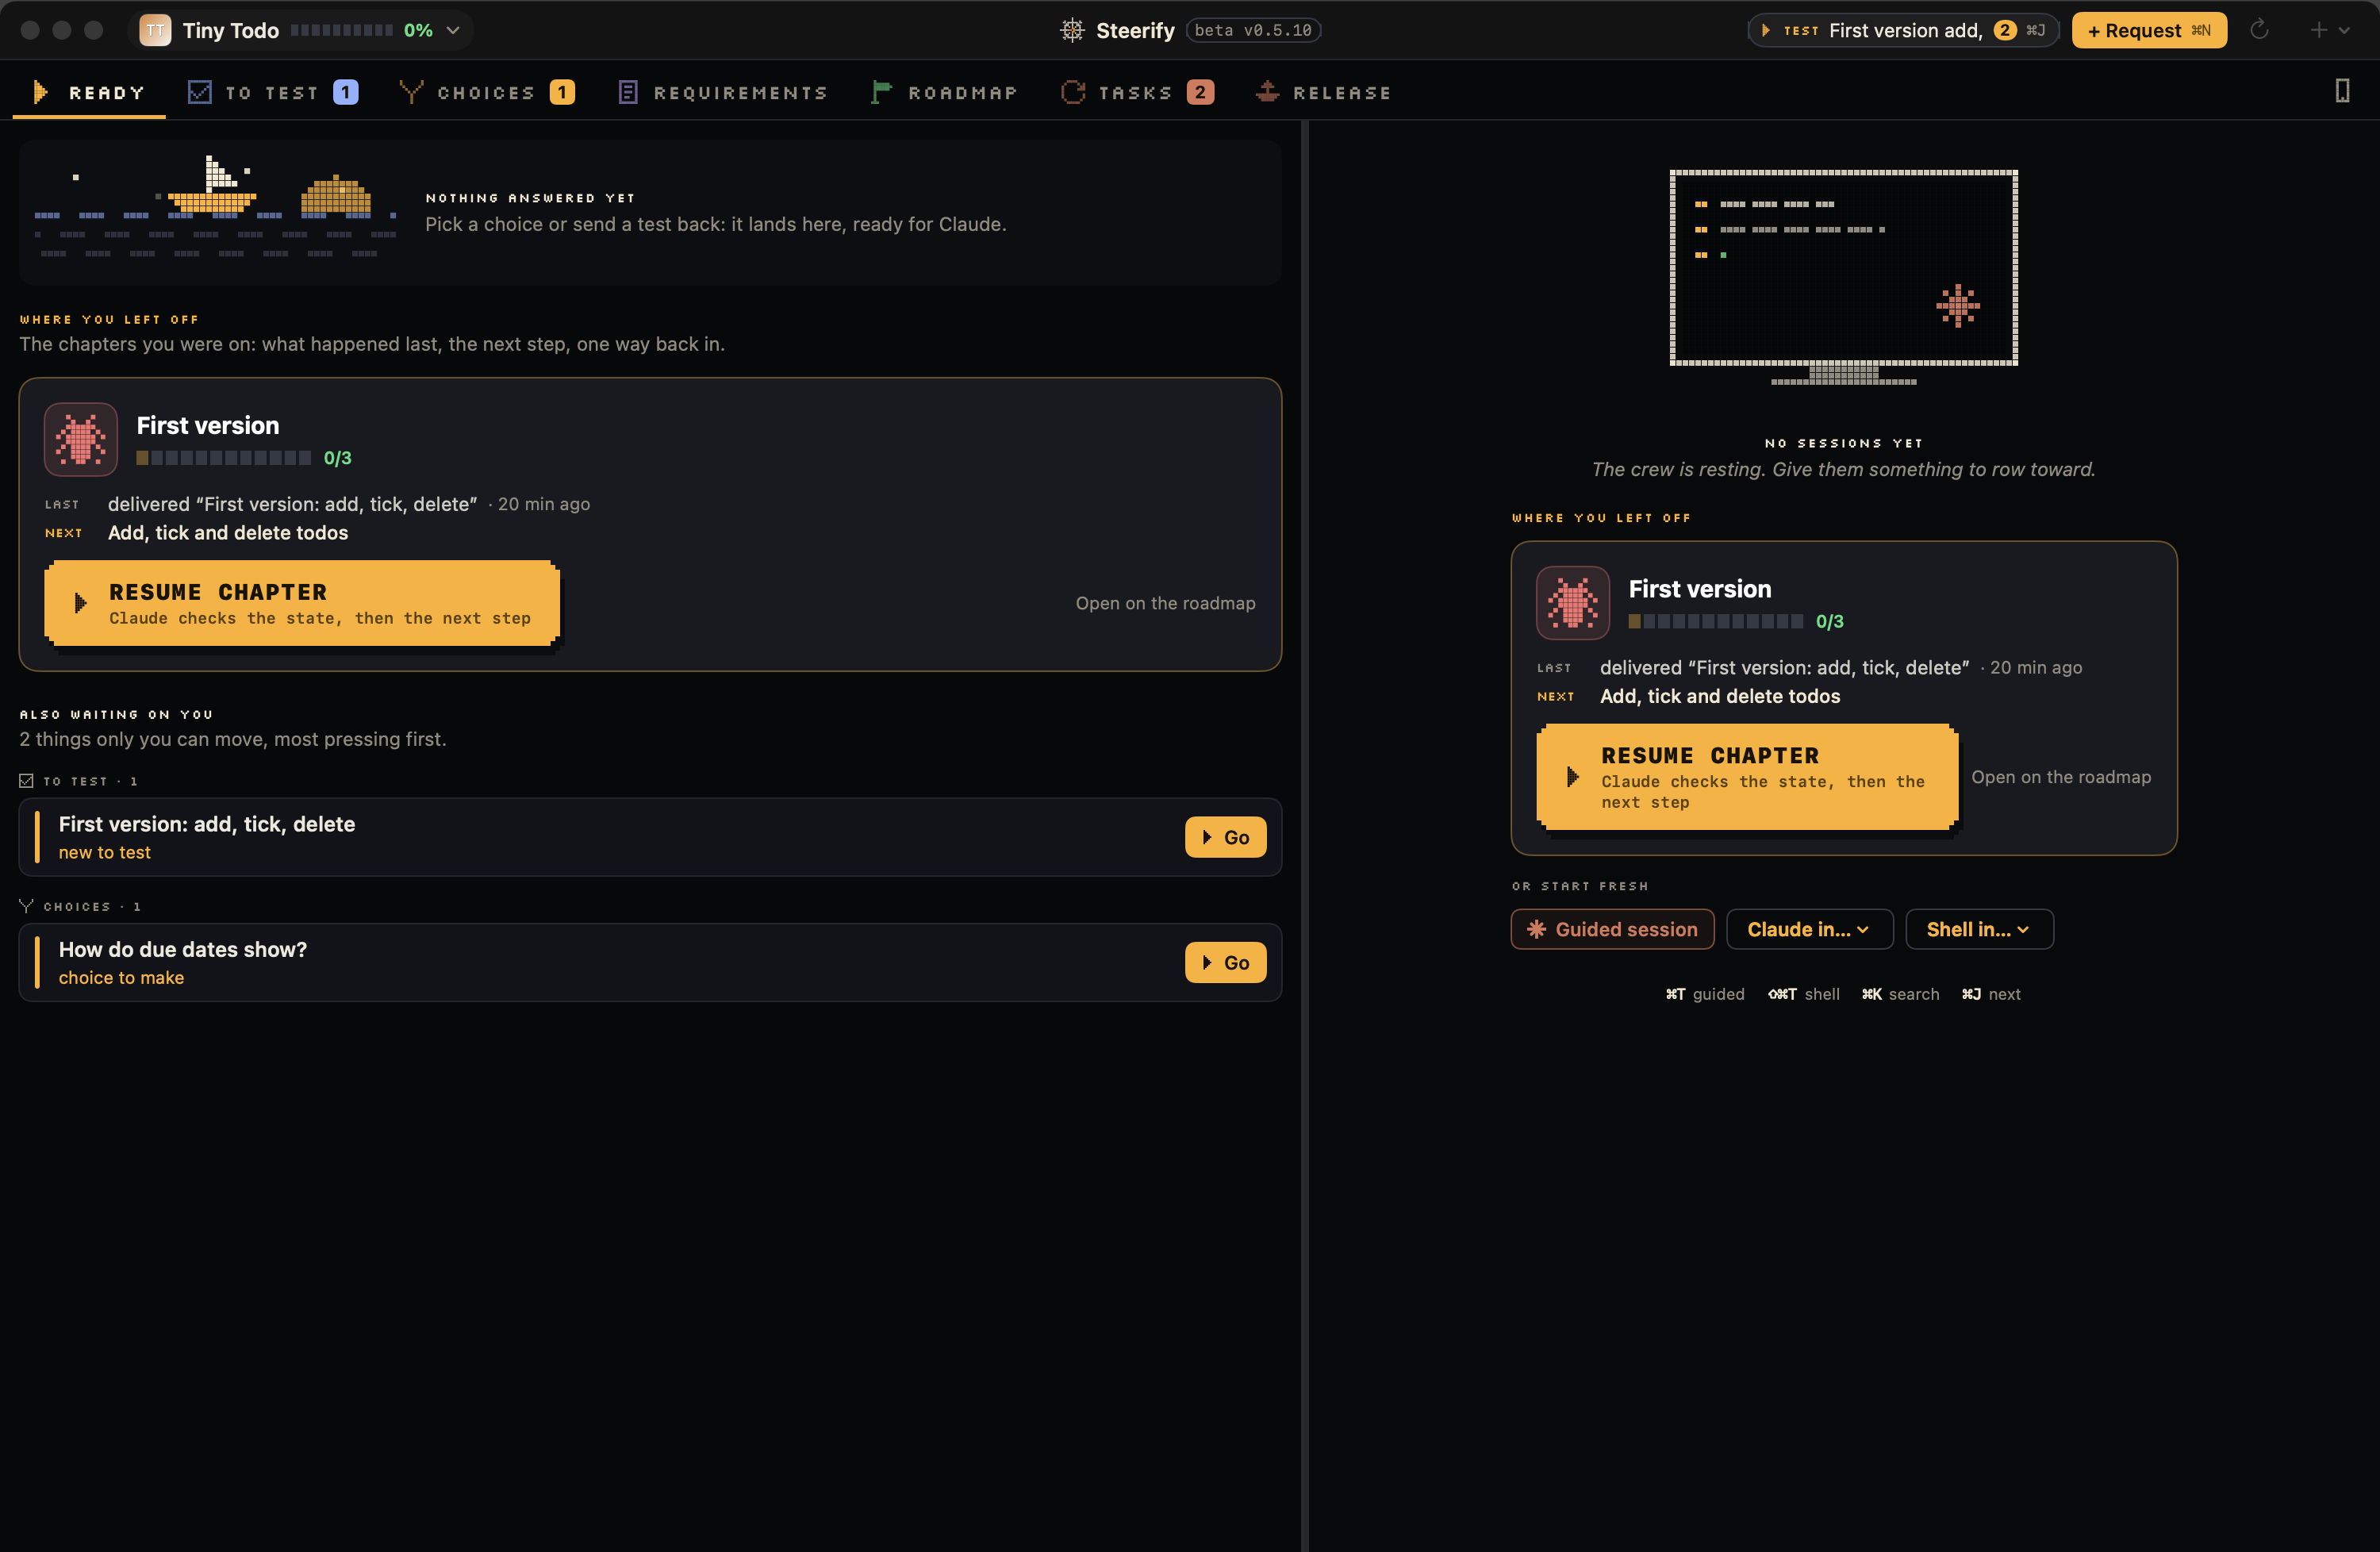 TT Tiny Todo 0%
Steerify beta v0.5.10
TEST First version add, 2 ⌘J
+ Request ⌘N
READY
TO TEST 1
CHOICES 1
REQUIREMENTS
ROADMAP
TASKS 2
RELEASE
NOTHING ANSWERED YET
Pick a choice or send a test back: it lands here, ready for Claude.
WHERE YOU LEFT OFF
The chapters you were on: what happened last, the next step, one way back in.
First version
0/3
LAST delivered “First version: add, tick, delete” · 20 min ago
NEXT Add, tick and delete todos
RESUME CHAPTER
Claude checks the state, then the next step
Open on the roadmap
ALSO WAITING ON YOU
2 things only you can move, most pressing first.
TO TEST · 1
First version: add, tick, delete
new to test
Go
CHOICES · 1
How do due dates show?
choice to make
Go
NO SESSIONS YET
The crew is resting. Give them something to row toward.
WHERE YOU LEFT OFF
First version
0/3
LAST delivered “First version: add, tick, delete” · 20 min ago
NEXT Add, tick and delete todos
RESUME CHAPTER
Claude checks the state, then the
next step
Open on the roadmap
OR START FRESH
Guided session
Claude in...
Shell in...
⌘T guided ⇧⌘T shell ⌘K search ⌘J next